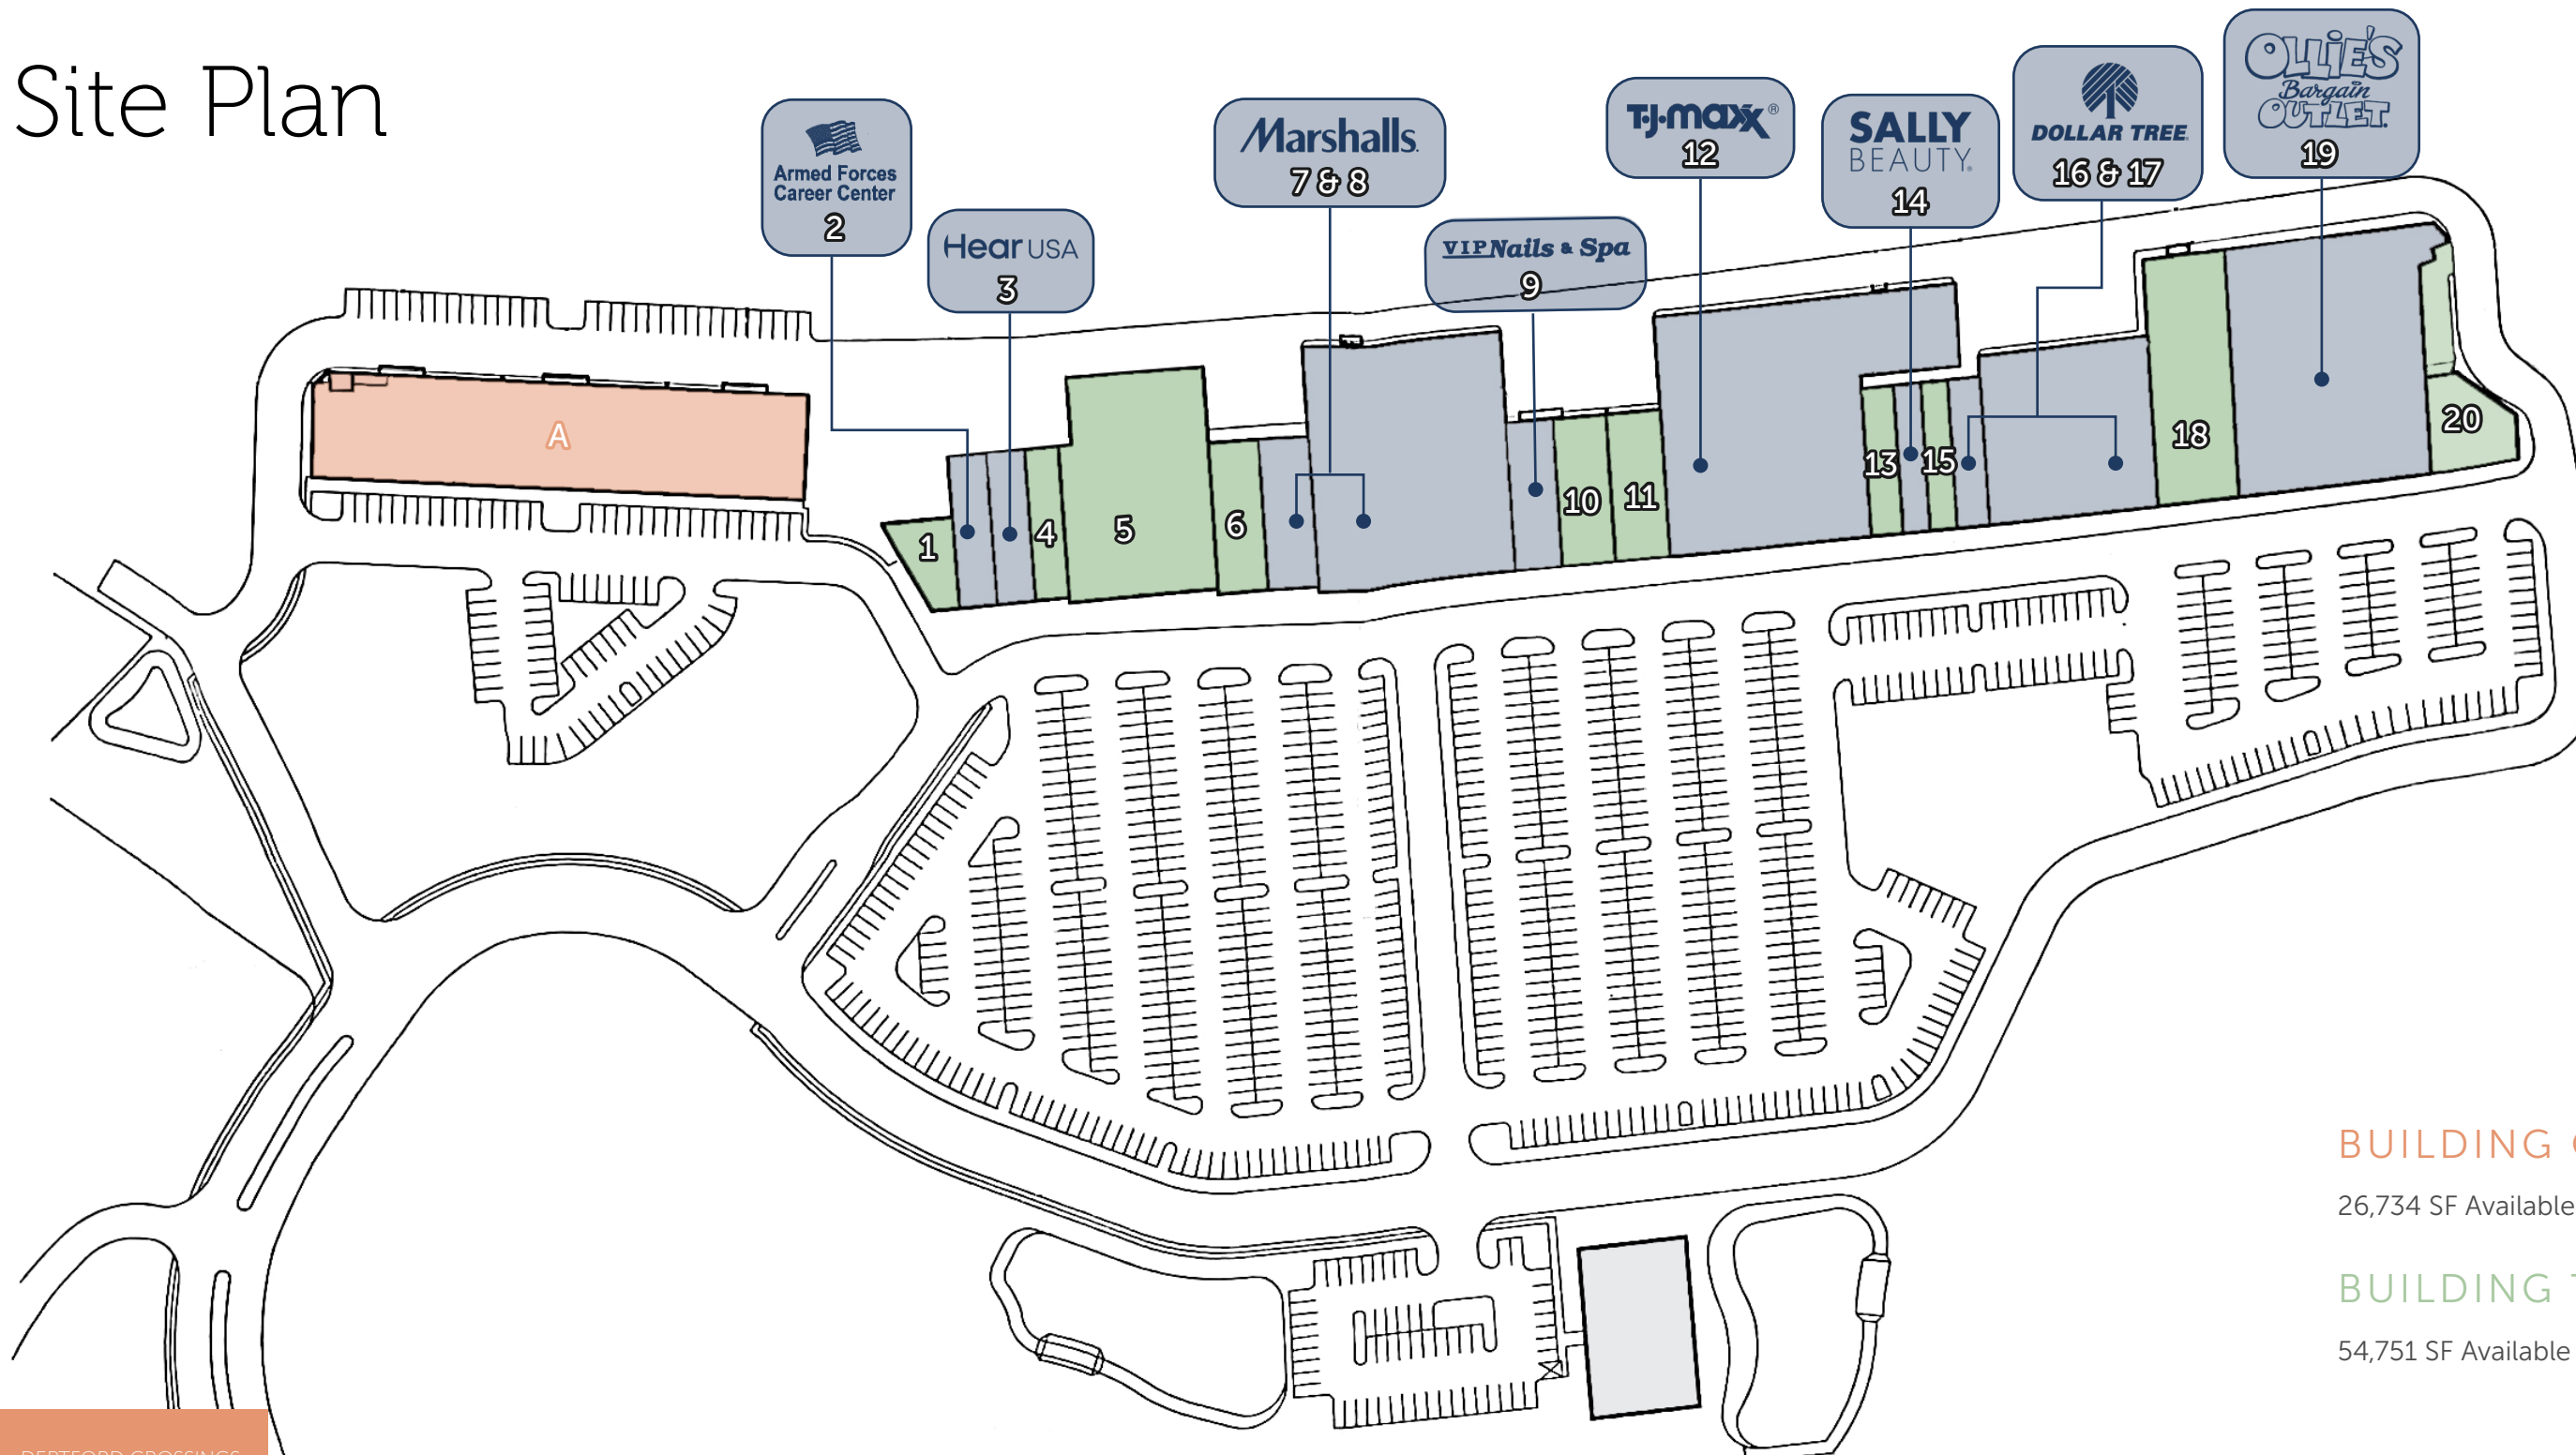 Site Plan
Armed Forces
Career Center
2
Hear USA
3
Marshalls
7 & 8
VIP Nails & Spa
9
T·J·maxx®
12
SALLY
BEAUTY
14
DOLLAR TREE
16 & 17
OLLIE'S
Bargain
OUTLET
19
A
1
4
5
6
10
11
13
15
18
20
BUILDING
26,734 SF Available
BUILDING
54,751 SF Available